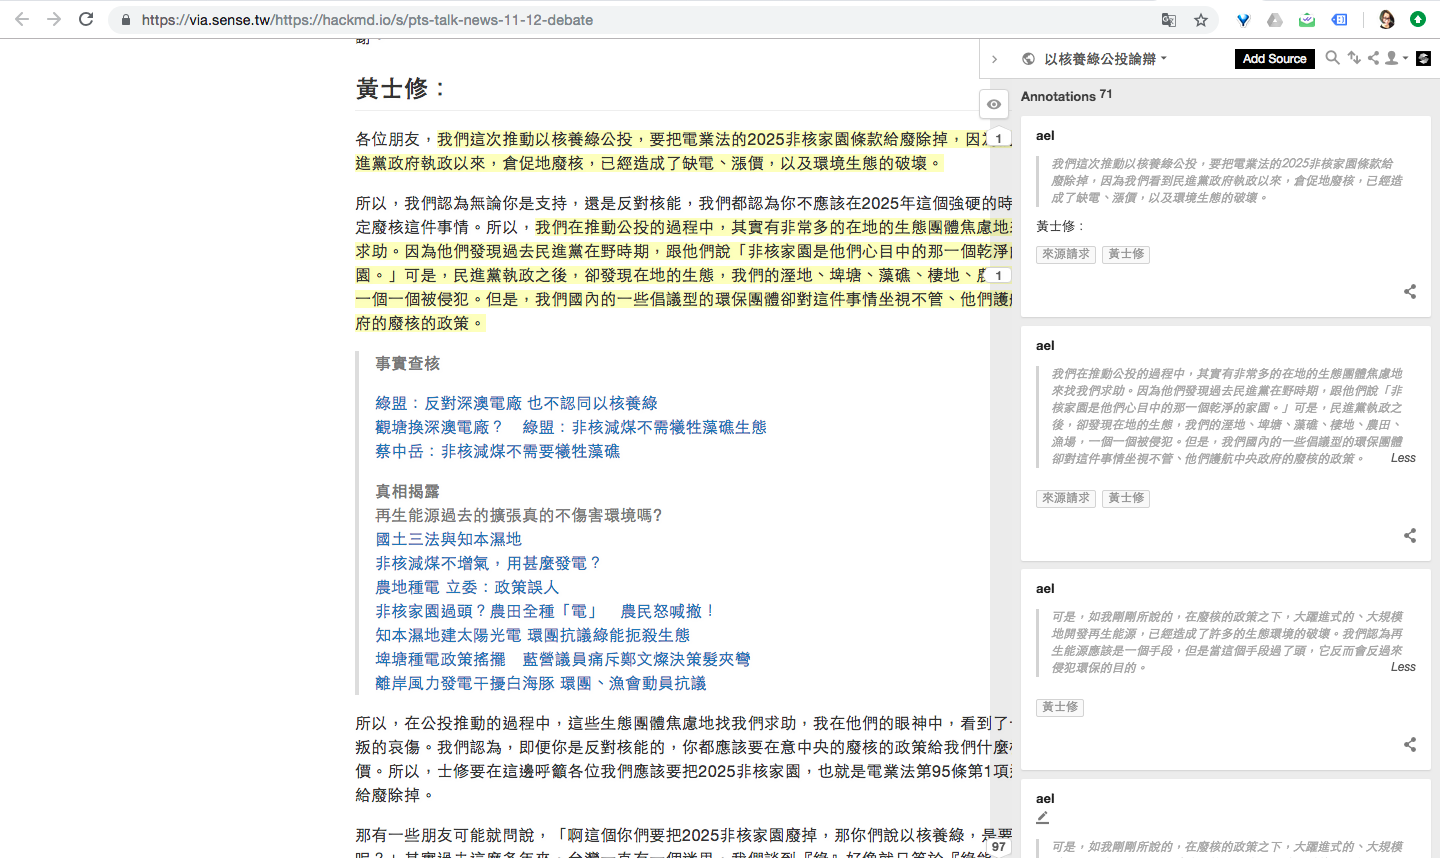 https://via.sense.tw/https://hackmd.io/s/pts-talk-news-11-12-debate
黃士修：
各位朋友，我們這次推動以核養綠公投，要把電業法的2025非核家園條款給廢除掉，因為
進黨政府執政以來，倉促地廢核，已經造成了缺電、漲價，以及環境生態的破壞。
所以，我們認為無論你是支持，還是反對核能，我們都認為你不應該在2025年這個強硬的時
定廢核這件事情。所以，我們在推動公投的過程中，其實有非常多的在地的生態團體焦慮地來
求助。因為他們發現過去民進黨在野時期，跟他們說「非核家園是他們心目中的那一個乾淨的
園。」可是，民進黨執政之後，卻發現在地的生態，我們的溼地、埤塘、藻礁、棲地、農
一個一個被侵犯。但是，我們國內的一些倡議型的環保團體卻對這件事情坐視不管、他們護航
府的廢核的政策。
事實查核
綠盟：反對深澳電廠 也不認同以核養綠
觀塘換深澳電廠？　綠盟：非核減煤不需犧牲藻礁生態
蔡中岳：非核減煤不需要犧牲藻礁
真相揭露
再生能源過去的擴張真的不傷害環境嗎?
國土三法與知本濕地
非核減煤不增氣，用甚麼發電？
農地種電 立委：政策誤人
非核家園過頭？農田全種「電」　農民怒喊撤！
知本濕地建太陽光電 環團抗議綠能扼殺生態
埤塘種電政策搖擺　藍營議員痛斥鄭文燦決策髮夾彎
離岸風力發電干擾白海豚 環團、漁會動員抗議
所以，在公投推動的過程中，這些生態團體焦慮地找我們求助，我在他們的眼神中，看到了
叛的哀傷。我們認為，即便你是反對核能的，你都應該要在意中央的廢核的政策給我們什麼
價。所以，士修要在這邊呼籲各位我們應該要把2025非核家園，也就是電業法第95條第1項
給廢除掉。
那有一些朋友可能就問說，「啊這個你們要把2025非核家園廢掉，那你們說以核養綠，是要
1
1
97
以核養綠公投論辯
Add Source
Annotations 71
ael
我們這次推動以核養綠公投，要把電業法的2025非核家園條款給
廢除掉，因為我們看到民進黨政府執政以來，倉促地廢核，已經造
成了缺電、漲價，以及環境生態的破壞。
黃士修：
來源請求 黃士修
ael
我們在推動公投的過程中，其實有非常多的在地的生態團體焦慮地
來找我們求助。因為他們發現過去民進黨在野時期，跟他們說「非
核家園是他們心目中的那一個乾淨的家園。」可是，民進黨執政之
後，卻發現在地的生態，我們的溼地、埤塘、藻礁、棲地、農田、
漁場，一個一個被侵犯。但是，我們國內的一些倡議型的環保團體
卻對這件事情坐視不管、他們護航中央政府的廢核的政策。 Less
來源請求 黃士修
ael
可是，如我剛剛所說的，在廢核的政策之下，大躍進式的、大規模
地開發再生能源，已經造成了許多的生態環境的破壞。我們認為再
生能源應該是一個手段，但是當這個手段過了頭，它反而會反過來
侵犯環保的目的。 Less
黃士修
ael
可是，如我剛剛所說的，在廢核的政策之下，大躍進式的、大規模